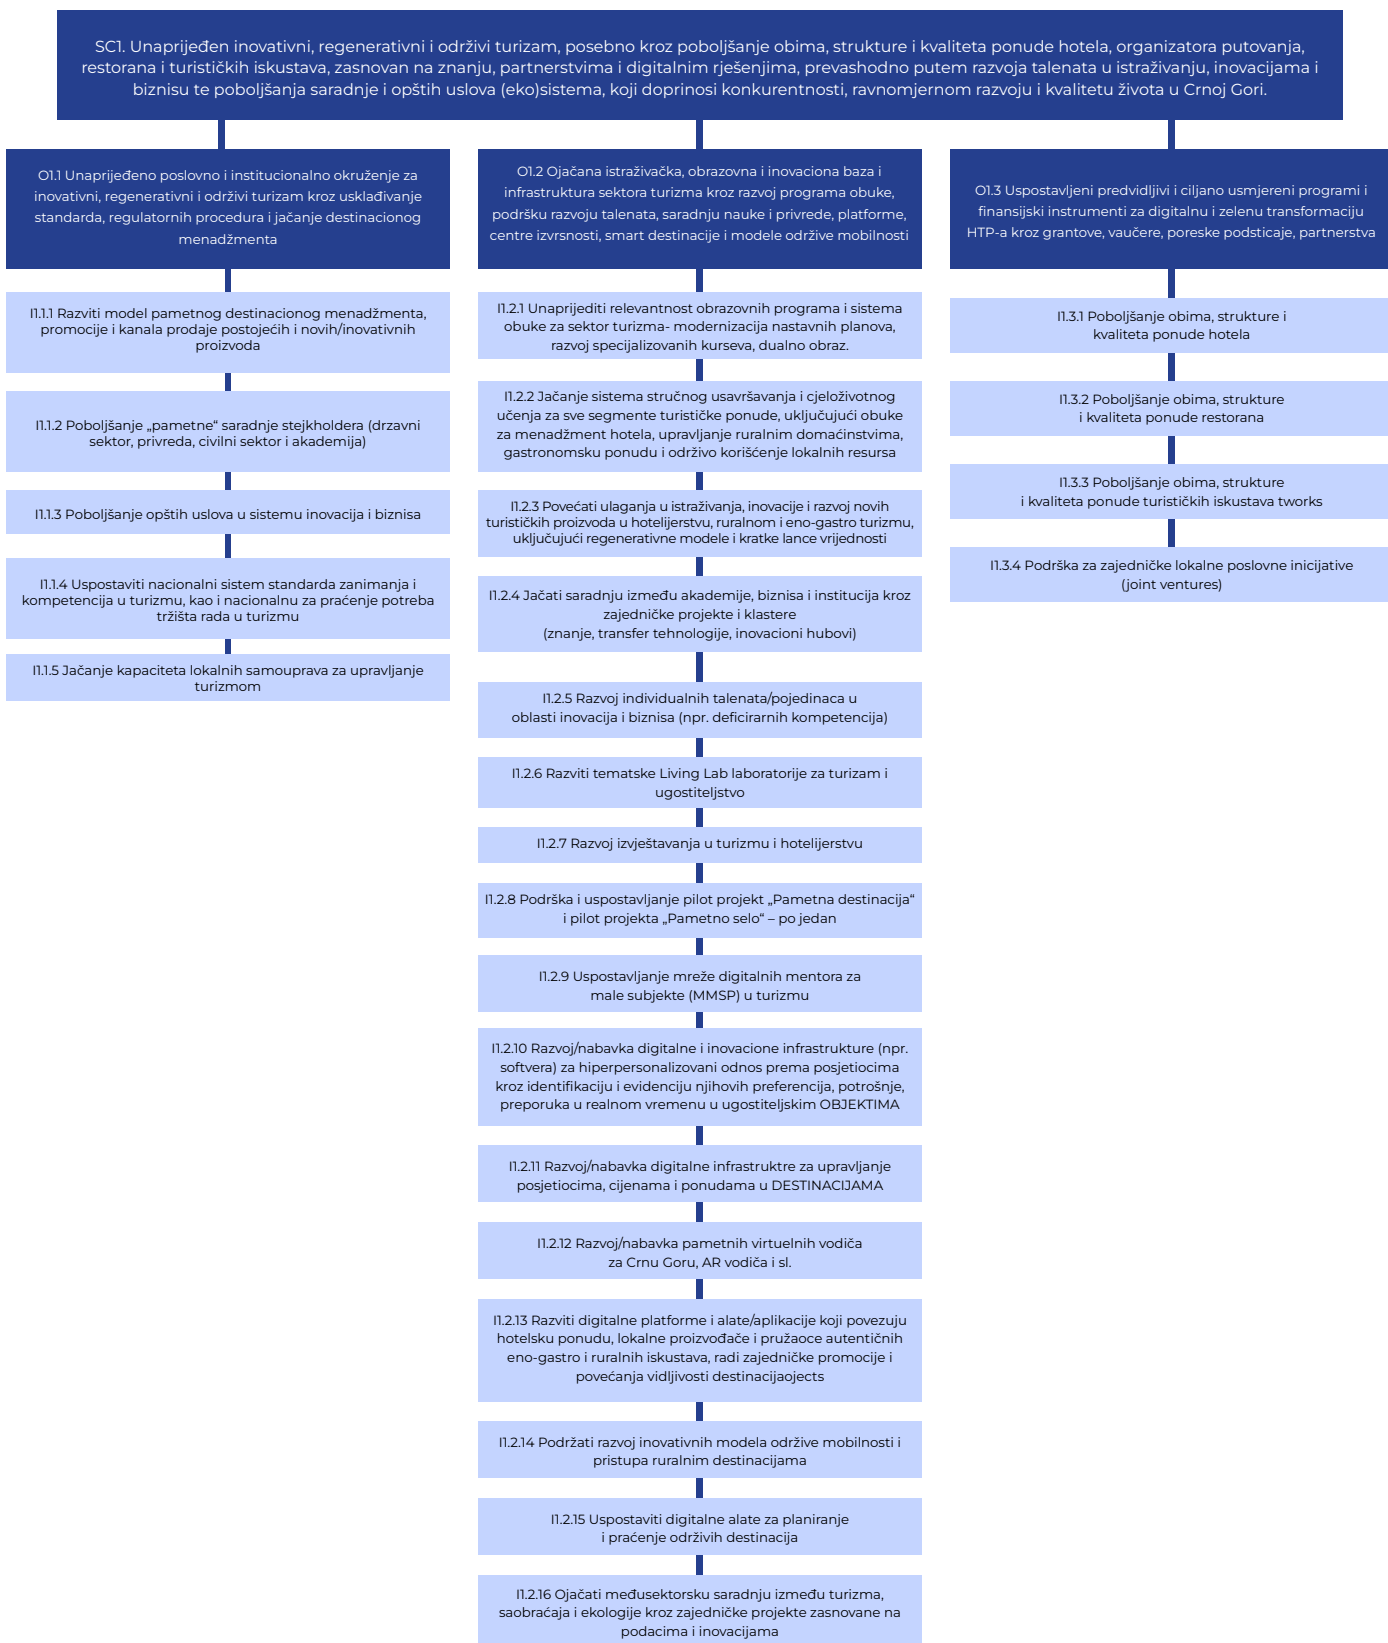 SC1. Unaprijeđen inovativni, regenerativni i održivi turizam, posebno kroz poboljšanje obima, strukture i kvaliteta ponude hotela, organizatora putovanja,
restorana i turističkih iskustava, zasnovan na znanju, partnerstvima i digitalnim rješenjima, prevashodno putem razvoja talenata u istraživanju, inovacijama i
biznisu te poboljšanja saradnje i opštih uslova (eko)sistema, koji doprinosi konkurentnosti, ravnomjernom razvoju i kvalitetu života u Crnoj Gori.
O1.1 Unaprijeđeno poslovno i institucionalno okruženje za
inovativni, regenerativni i održivi turizam kroz usklađivanje
standarda, regulatornih procedura i jačanje destinacionog
menadžmenta
I1.1.1 Razviti model pametnog destinacionog menadžmenta,
promocije i kanala prodaje postojećih i novih/inovativnih
proizvoda
I1.1.2 Poboljšanje „pametne“ saradnje stejkholdera (drzavni
sektor, privreda, civilni sektor i akademija)
I1.1.3 Poboljšanje opštih uslova u sistemu inovacija i biznisa
I1.1.4 Uspostaviti nacionalni sistem standarda zanimanja i
kompetencija u turizmu, kao i nacionalnu za praćenje potreba
tržišta rada u turizmu
I1.1.5 Jačanje kapaciteta lokalnih samouprava za upravljanje
turizmom
O1.2 Ojačana istraživačka, obrazovna i inovaciona baza i
infrastruktura sektora turizma kroz razvoj programa obuke,
podršku razvoju talenata, saradnju nauke i privrede, platforme,
centre izvrsnosti, smart destinacije i modele održive mobilnosti
I1.2.1 Unaprijediti relevantnost obrazovnih programa i sistema
obuke za sektor turizma- modernizacija nastavnih planova,
razvoj specijalizovanih kurseva, dualno obraz.
I1.2.2 Jačanje sistema stručnog usavršavanja i cjeloživotnog
učenja za sve segmente turističke ponude, uključujući obuke
za menadžment hotela, upravljanje ruralnim domaćinstvima,
gastronomsku ponudu i održivo korišćenje lokalnih resursa
I1.2.3 Povećati ulaganja u istraživanja, inovacije i razvoj novih
turističkih proizvoda u hotelijerstvu, ruralnom i eno-gastro turizmu,
uključujući regenerativne modele i kratke lance vrijednosti
I1.2.4 Jačati saradnju između akademije, biznisa i institucija kroz
zajedničke projekte i klastere
(znanje, transfer tehnologije, inovacioni hubovi)
I1.2.5 Razvoj individualnih talenata/pojedinaca u
oblasti inovacija i biznisa (npr. deficirarnih kompetencija)
I1.2.6 Razviti tematske Living Lab laboratorije za turizam i
ugostiteljstvo
I1.2.7 Razvoj izvještavanja u turizmu i hotelijerstvu
I1.2.8 Podrška i uspostavljanje pilot projekt „Pametna destinacija“
i pilot projekta „Pametno selo“ – po jedan
I1.2.9 Uspostavljanje mreže digitalnih mentora za
male subjekte (MMSP) u turizmu
I1.2.10 Razvoj/nabavka digitalne i inovacione infrastrukture (npr.
softvera) za hiperpersonalizovani odnos prema posjetiocima
kroz identifikaciju i evidenciju njihovih preferencija, potrošnje,
preporuka u realnom vremenu u ugostiteljskim OBJEKTIMA
I1.2.11 Razvoj/nabavka digitalne infrastruktre za upravljanje
posjetiocima, cijenama i ponudama u DESTINACIJAMA
I1.2.12 Razvoj/nabavka pametnih virtuelnih vodiča
za Crnu Goru, AR vodiča i sl.
I1.2.13 Razviti digitalne platforme i alate/aplikacije koji povezuju
hotelsku ponudu, lokalne proizvođače i pružaoce autentičnih
eno-gastro i ruralnih iskustava, radi zajedničke promocije i
povećanja vidljivosti destinacijaojects
I1.2.14 Podržati razvoj inovativnih modela održive mobilnosti i
pristupa ruralnim destinacijama
I1.2.15 Uspostaviti digitalne alate za planiranje
i praćenje održivih destinacija
I1.2.16 Ojačati međusektorsku saradnju između turizma,
saobraćaja i ekologije kroz zajedničke projekte zasnovane na
podacima i inovacijama
O1.3 Uspostavljeni predvidljivi i ciljano usmjereni programi i
finansijski instrumenti za digitalnu i zelenu transformaciju
HTP-a kroz grantove, vaučere, poreske podsticaje, partnerstva
I1.3.1 Poboljšanje obima, strukture i
kvaliteta ponude hotela
I1.3.2 Poboljšanje obima, strukture
i kvaliteta ponude restorana
I1.3.3 Poboljšanje obima, strukture
i kvaliteta ponude turističkih iskustava tworks
I1.3.4 Podrška za zajedničke lokalne poslovne inicijative
(joint ventures)